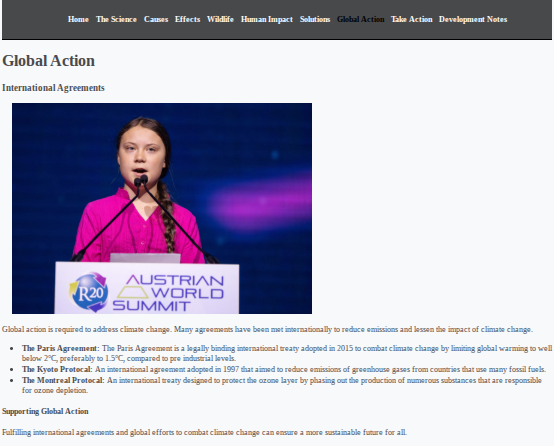 Home The Science Causes Effects Wildlife Human Impact Solutions Global Action Take Action Development Notes
Global Action
International Agreements
R20
AUSTRIAN
WORLD
SUMMIT
Global action is required to address climate change. Many agreements have been met internationally to reduce emissions and lessen the impact of climate change.
• The Paris Agreement: The Paris Agreement is a legally binding international treaty adopted in 2015 to combat climate change by limiting global warming to well
below 2°C, preferably to 1.5°C, compared to pre industrial levels.
• The Kyoto Protocal: An international agreement adopted in 1997 that aimed to reduce emissions of greenhouse gases from countries that use many fossil fuels.
• The Montreal Protocal: An international treaty designed to protect the ozone layer by phasing out the production of numerous substances that are responsible
for ozone depletion.
Supporting Global Action
Fulfilling international agreements and global efforts to combat climate change can ensure a more sustainable future for all.